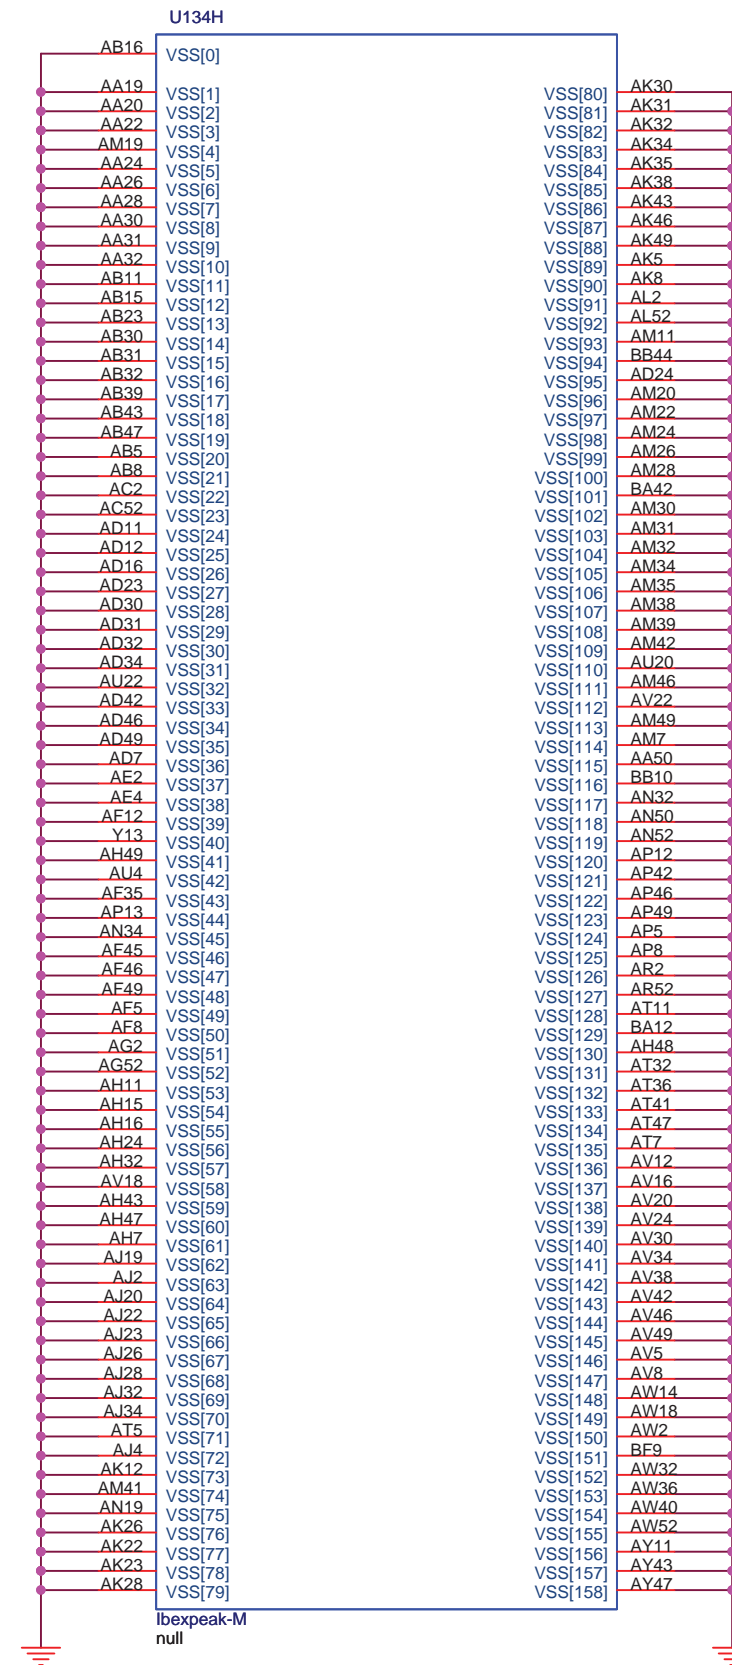 U134H
AB16 VSS[0]
AA19 VSS[1] VSS[80] AK30
AA20 VSS[2] VSS[81] AK31
AA22 VSS[3] VSS[82] AK32
AM19 VSS[4] VSS[83] AK34
AA24 VSS[5] VSS[84] AK35
AA26 VSS[6] VSS[85] AK38
AA28 VSS[7] VSS[86] AK43
AA30 VSS[8] VSS[87] AK46
AA31 VSS[9] VSS[88] AK49
AA32 VSS[10] VSS[89] AK5
AB11 VSS[11] VSS[90] AK8
AB15 VSS[12] VSS[91] AL2
AB23 VSS[13] VSS[92] AL52
AB30 VSS[14] VSS[93] AM11
AB31 VSS[15] VSS[94] BB44
AB32 VSS[16] VSS[95] AD24
AB39 VSS[17] VSS[96] AM20
AB43 VSS[18] VSS[97] AM22
AB47 VSS[19] VSS[98] AM24
AB5 VSS[20] VSS[99] AM26
AB8 VSS[21] VSS[100] AM28
AC2 VSS[22] VSS[101] BA42
AC52 VSS[23] VSS[102] AM30
AD11 VSS[24] VSS[103] AM31
AD12 VSS[25] VSS[104] AM32
AD16 VSS[26] VSS[105] AM34
AD23 VSS[27] VSS[106] AM35
AD30 VSS[28] VSS[107] AM38
AD31 VSS[29] VSS[108] AM39
AD32 VSS[30] VSS[109] AM42
AD34 VSS[31] VSS[110] AU20
AU22 VSS[32] VSS[111] AM46
AD42 VSS[33] VSS[112] AV22
AD46 VSS[34] VSS[113] AM49
AD49 VSS[35] VSS[114] AM7
AD7 VSS[36] VSS[115] AA50
AE2 VSS[37] VSS[116] BB10
AE4 VSS[38] VSS[117] AN32
AF12 VSS[39] VSS[118] AN50
Y13 VSS[40] VSS[119] AN52
AH49 VSS[41] VSS[120] AP12
AU4 VSS[42] VSS[121] AP42
AF35 VSS[43] VSS[122] AP46
AP13 VSS[44] VSS[123] AP49
AN34 VSS[45] VSS[124] AP5
AF45 VSS[46] VSS[125] AP8
AF46 VSS[47] VSS[126] AR2
AF49 VSS[48] VSS[127] AR52
AF5 VSS[49] VSS[128] AT11
AF8 VSS[50] VSS[129] BA12
AG2 VSS[51] VSS[130] AH48
AG52 VSS[52] VSS[131] AT32
AH11 VSS[53] VSS[132] AT36
AH15 VSS[54] VSS[133] AT41
AH16 VSS[55] VSS[134] AT47
AH24 VSS[56] VSS[135] AT7
AH32 VSS[57] VSS[136] AV12
AV18 VSS[58] VSS[137] AV16
AH43 VSS[59] VSS[138] AV20
AH47 VSS[60] VSS[139] AV24
AH7 VSS[61] VSS[140] AV30
AJ19 VSS[62] VSS[141] AV34
AJ2 VSS[63] VSS[142] AV38
AJ20 VSS[64] VSS[143] AV42
AJ22 VSS[65] VSS[144] AV46
AJ23 VSS[66] VSS[145] AV49
AJ26 VSS[67] VSS[146] AV5
AJ28 VSS[68] VSS[147] AV8
AJ32 VSS[69] VSS[148] AW14
AJ34 VSS[70] VSS[149] AW18
AT5 VSS[71] VSS[150] AW2
AJ4 VSS[72] VSS[151] BF9
AK12 VSS[73] VSS[152] AW32
AM41 VSS[74] VSS[153] AW36
AN19 VSS[75] VSS[154] AW40
AK26 VSS[76] VSS[155] AW52
AK22 VSS[77] VSS[156] AY11
AK23 VSS[78] VSS[157] AY43
AK28 VSS[79] VSS[158] AY47
Ibexpeak-M
null